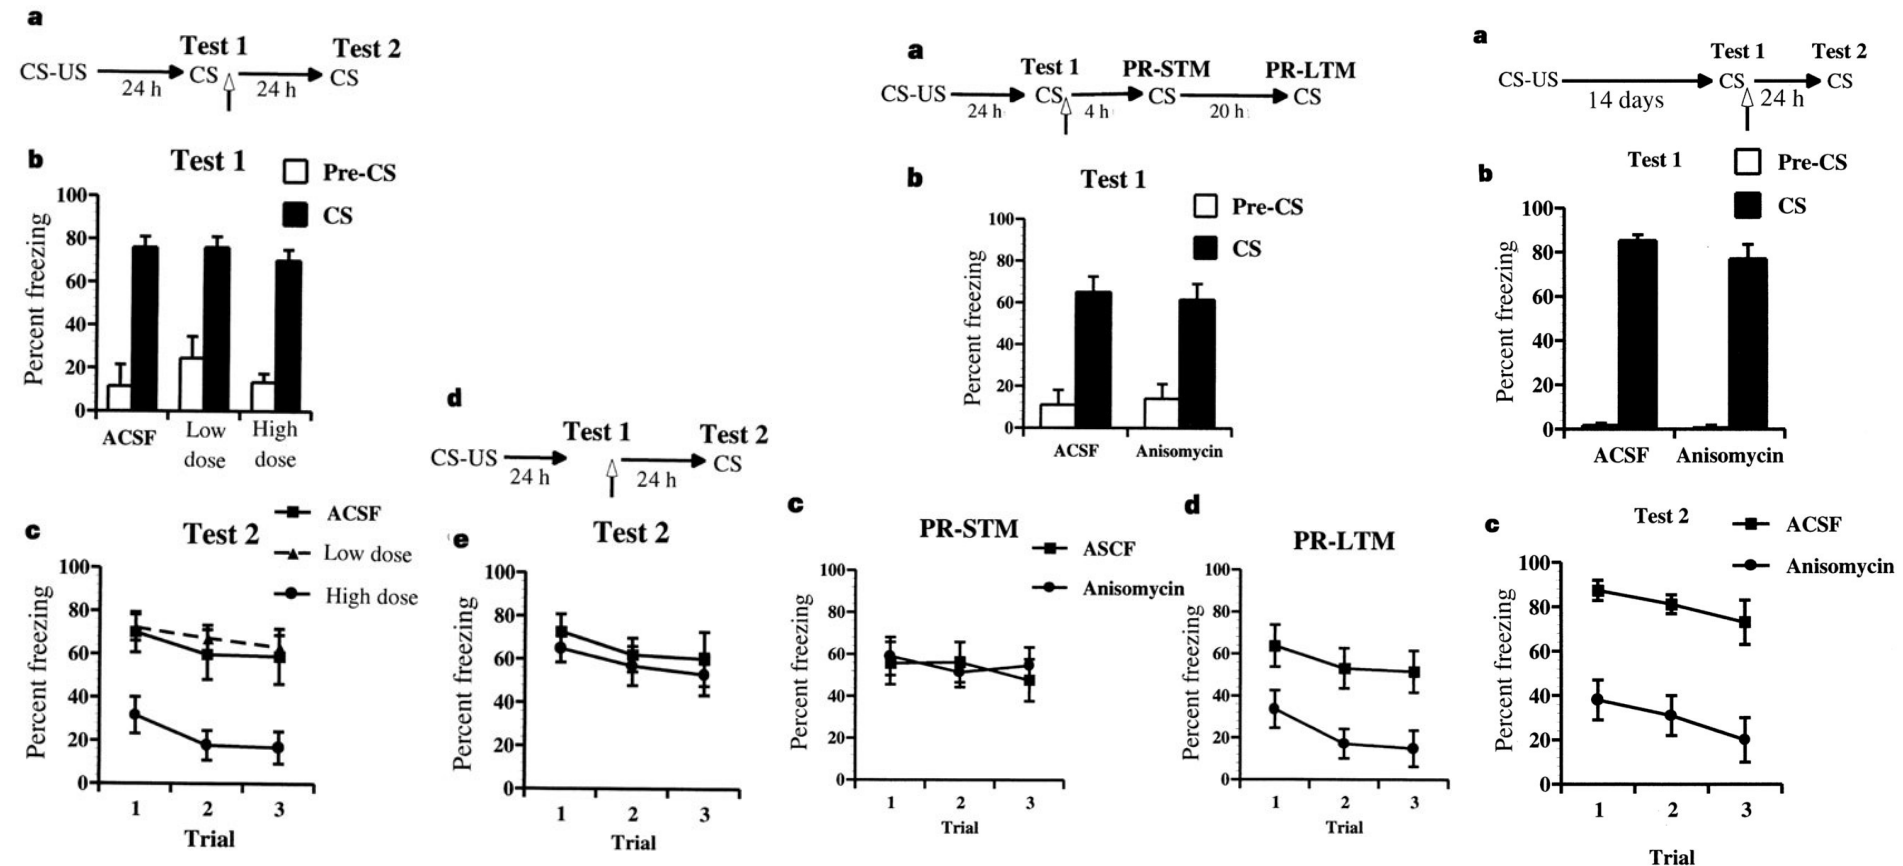 a
Test 1
Test 2
CS-US
CS
CS
24 h
24 h
b
Test 1
Pre-CS
CS
Percent freezing
100
80
60
40
20
0
ACSF
Low dose
High dose
c
Test 2
ACSF
Low dose
High dose
Percent freezing
100
80
60
40
20
0
1
2
3
Trial
d
Test 1
Test 2
CS-US
CS
24 h
24 h
e
Test 2
Percent freezing
100
80
60
40
20
0
1
2
3
Trial
a
Test 1
PR-STM
PR-LTM
CS-US
CS
CS
CS
24 h
4 h
20 h
b
Test 1
Pre-CS
CS
Percent freezing
100
80
60
40
20
0
ACSF
Anisomycin
c
PR-STM
ASCF
Anisomycin
Percent freezing
100
80
60
40
20
0
1
2
3
Trial
d
PR-LTM
Percent freezing
100
80
60
40
20
0
1
2
3
Trial
a
Test 1
Test 2
CS-US
CS
CS
14 days
24 h
b
Test 1
Pre-CS
CS
Percent freezing
100
80
60
40
20
0
ACSF
Anisomycin
c
Test 2
ACSF
Anisomycin
Percent freezing
100
80
60
40
20
0
1
2
3
Trial